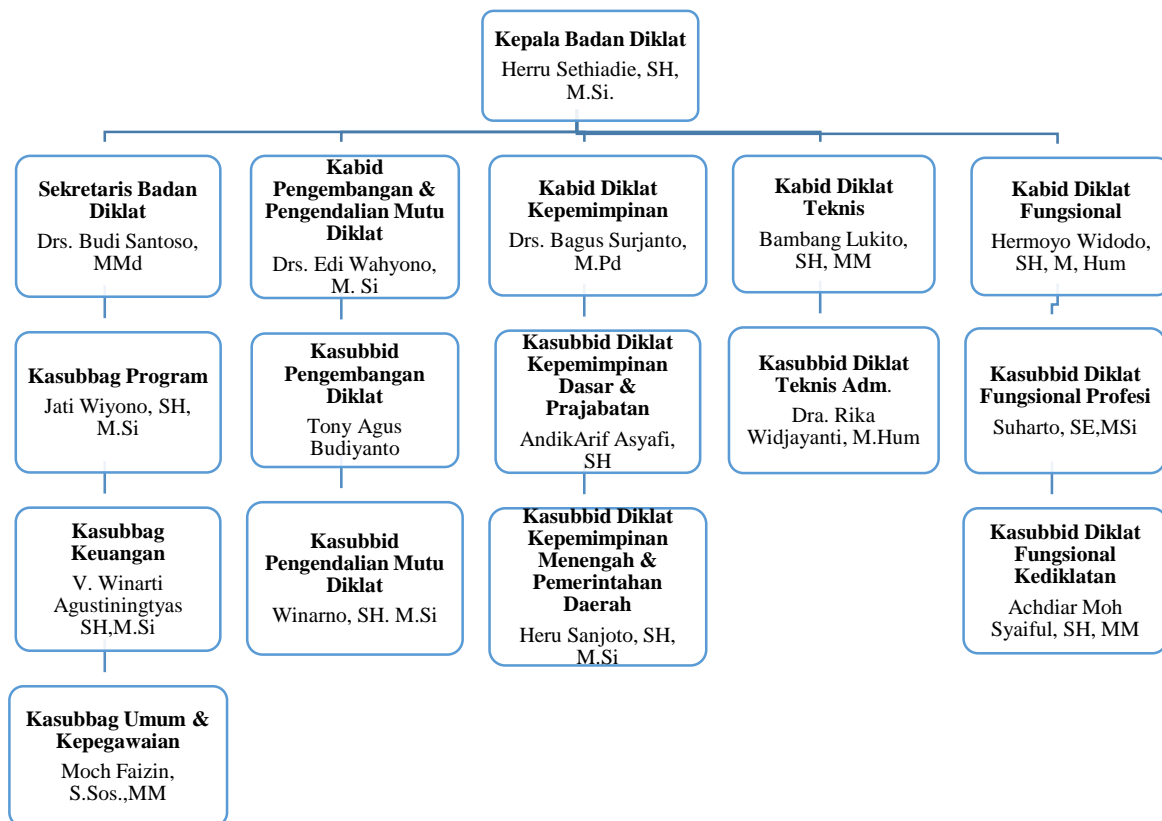 Kepala Badan Diklat
Herru Sethiadie, SH,
M.Si.
Sekretaris Badan
Diklat
Drs. Budi Santoso,
MMd
Kasubbag Program
Jati Wiyono, SH,
M.Si
Kasubbag
Keuangan
V. Winarti
Agustiningtyas
SH,M.Si
Kasubbag Umum &
Kepegawaian
Moch Faizin,
S.Sos.,MM
Kabid
Pengembangan &
Pengendalian Mutu
Diklat
Drs. Edi Wahyono,
M. Si
Kasubbid
Pengembangan
Diklat
Tony Agus
Budiyanto
Kasubbid
Pengendalian Mutu
Diklat
Winarno, SH. M.Si
Kabid Diklat
Kepemimpinan
Drs. Bagus Surjanto,
M.Pd
Kasubbid Diklat
Kepemimpinan
Dasar &
Prajabatan
AndikArif Asyafi,
SH
Kasubbid Diklat
Kepemimpinan
Menengah &
Pemerintahan
Daerah
Heru Sanjoto, SH,
M.Si
Kabid Diklat
Teknis
Bambang Lukito,
SH, MM
Kasubbid Diklat
Teknis Adm.
Dra. Rika
Widjayanti, M.Hum
Kabid Diklat
Fungsional
Hermoyo Widodo,
SH, M, Hum
Kasubbid Diklat
Fungsional Profesi
Suharto, SE,MSi
Kasubbid Diklat
Fungsional
Kediklatan
Achdiar Moh
Syaiful, SH, MM